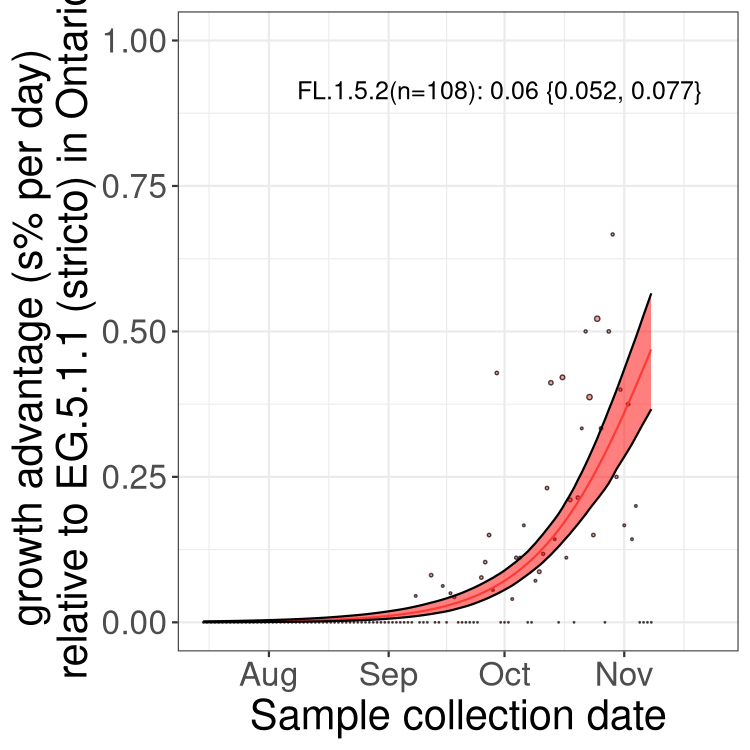 growth advantage (s% per day)
relative to EG.5.1.1 (stricto) in Ontario
1.00
0.75
0.50
0.25
0.00
FL.1.5.2(n=108): 0.06 {0.052, 0.077}
Aug Sep Oct Nov
Sample collection date